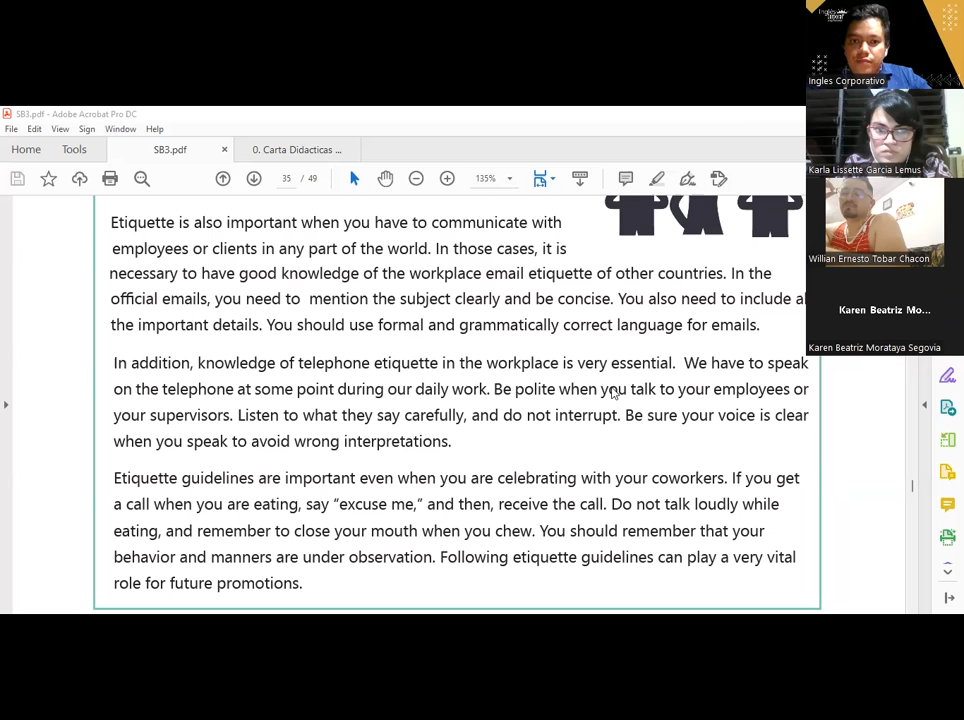 Inglés
Ingles Corporativo
SB3.pdf - Adobe Acrobat Pro DC
File Edit View Sign Window Help
Home Tools SB3.pdf × 0. Carta Didacticas ...
35 / 49 135%
Karla Lissette Garcia Lemus
Willian Ernesto Tobar Chacon
Karen Beatriz Mo...
Karen Beatriz Morataya Segovia
Etiquette is also important when you have to communicate with
employees or clients in any part of the world. In those cases, it is
necessary to have good knowledge of the workplace email etiquette of other countries. In the
official emails, you need to mention the subject clearly and be concise. You also need to include al
the important details. You should use formal and grammatically correct language for emails.
In addition, knowledge of telephone etiquette in the workplace is very essential. We have to speak
on the telephone at some point during our daily work. Be polite when you talk to your employees or
your supervisors. Listen to what they say carefully, and do not interrupt. Be sure your voice is clear
when you speak to avoid wrong interpretations.
Etiquette guidelines are important even when you are celebrating with your coworkers. If you get
a call when you are eating, say “excuse me,” and then, receive the call. Do not talk loudly while
eating, and remember to close your mouth when you chew. You should remember that your
behavior and manners are under observation. Following etiquette guidelines can play a very vital
role for future promotions.